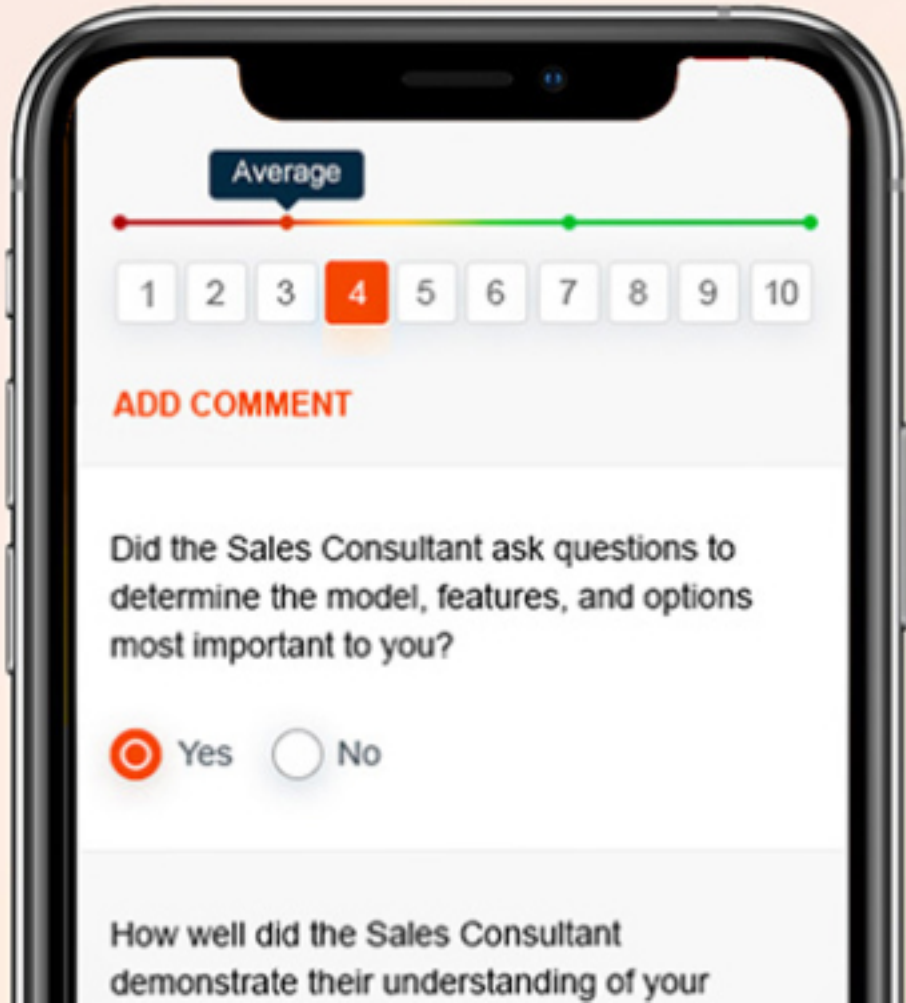 Average
1 2 3 4 5 6 7 8 9 10
ADD COMMENT
Did the Sales Consultant ask questions to
determine the model, features, and options
most important to you?
Yes No
How well did the Sales Consultant
demonstrate their understanding of your